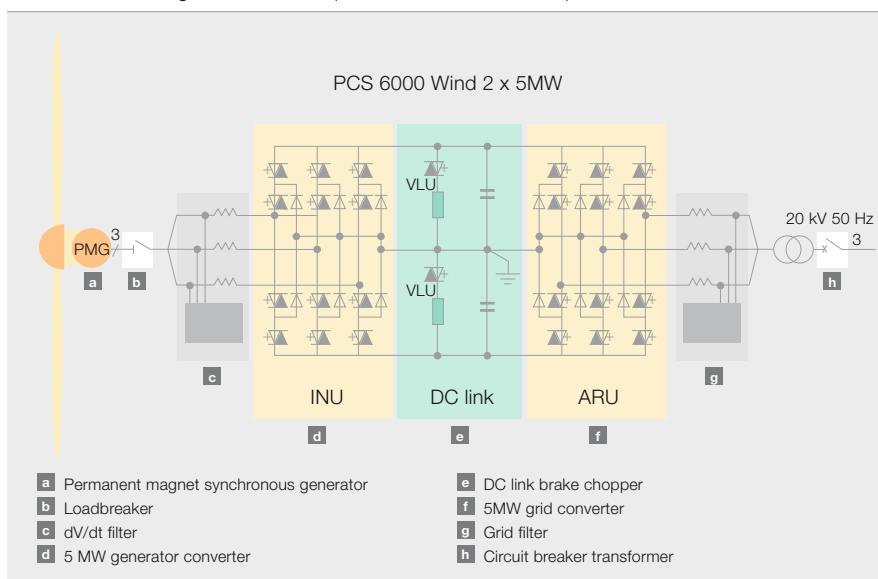 PCS 6000 Wind 2 x 5MW
VLU
20 kV 50 Hz
3
PMG
3
a
b
h
VLU
c
g
INU
DC link
ARU
d
e
f
a Permanent magnet synchronous generator
b Loadbreaker
c dV/dt filter
d 5 MW generator converter
e DC link brake chopper
f 5MW grid converter
g Grid filter
h Circuit breaker transformer